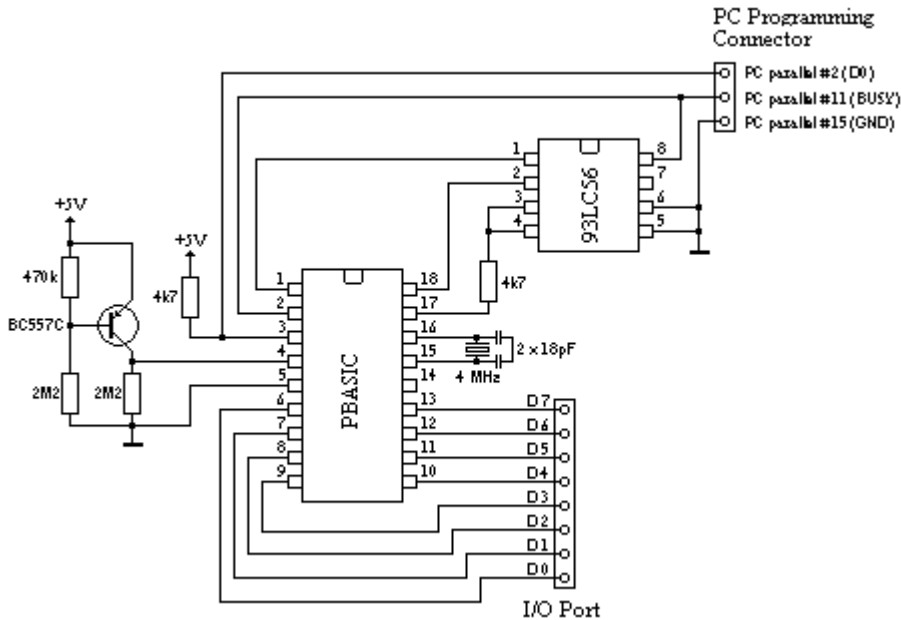 PC Programming
Connector
PC parallel #2 (D0)
PC parallel #11 (BUSY)
PC parallel #15 (GND)
1
2
3
4
8
7
6
5
93LC56
+5V
+5V
470k
4k7
BC557C
2M2
2M2
4k7
1
2
3
4
5
6
7
8
9
18
17
16
15
14
13
12
11
10
PBASIC
2 x 18pF
4 MHz
D7
D6
D5
D4
D3
D2
D1
D0
I/O Port